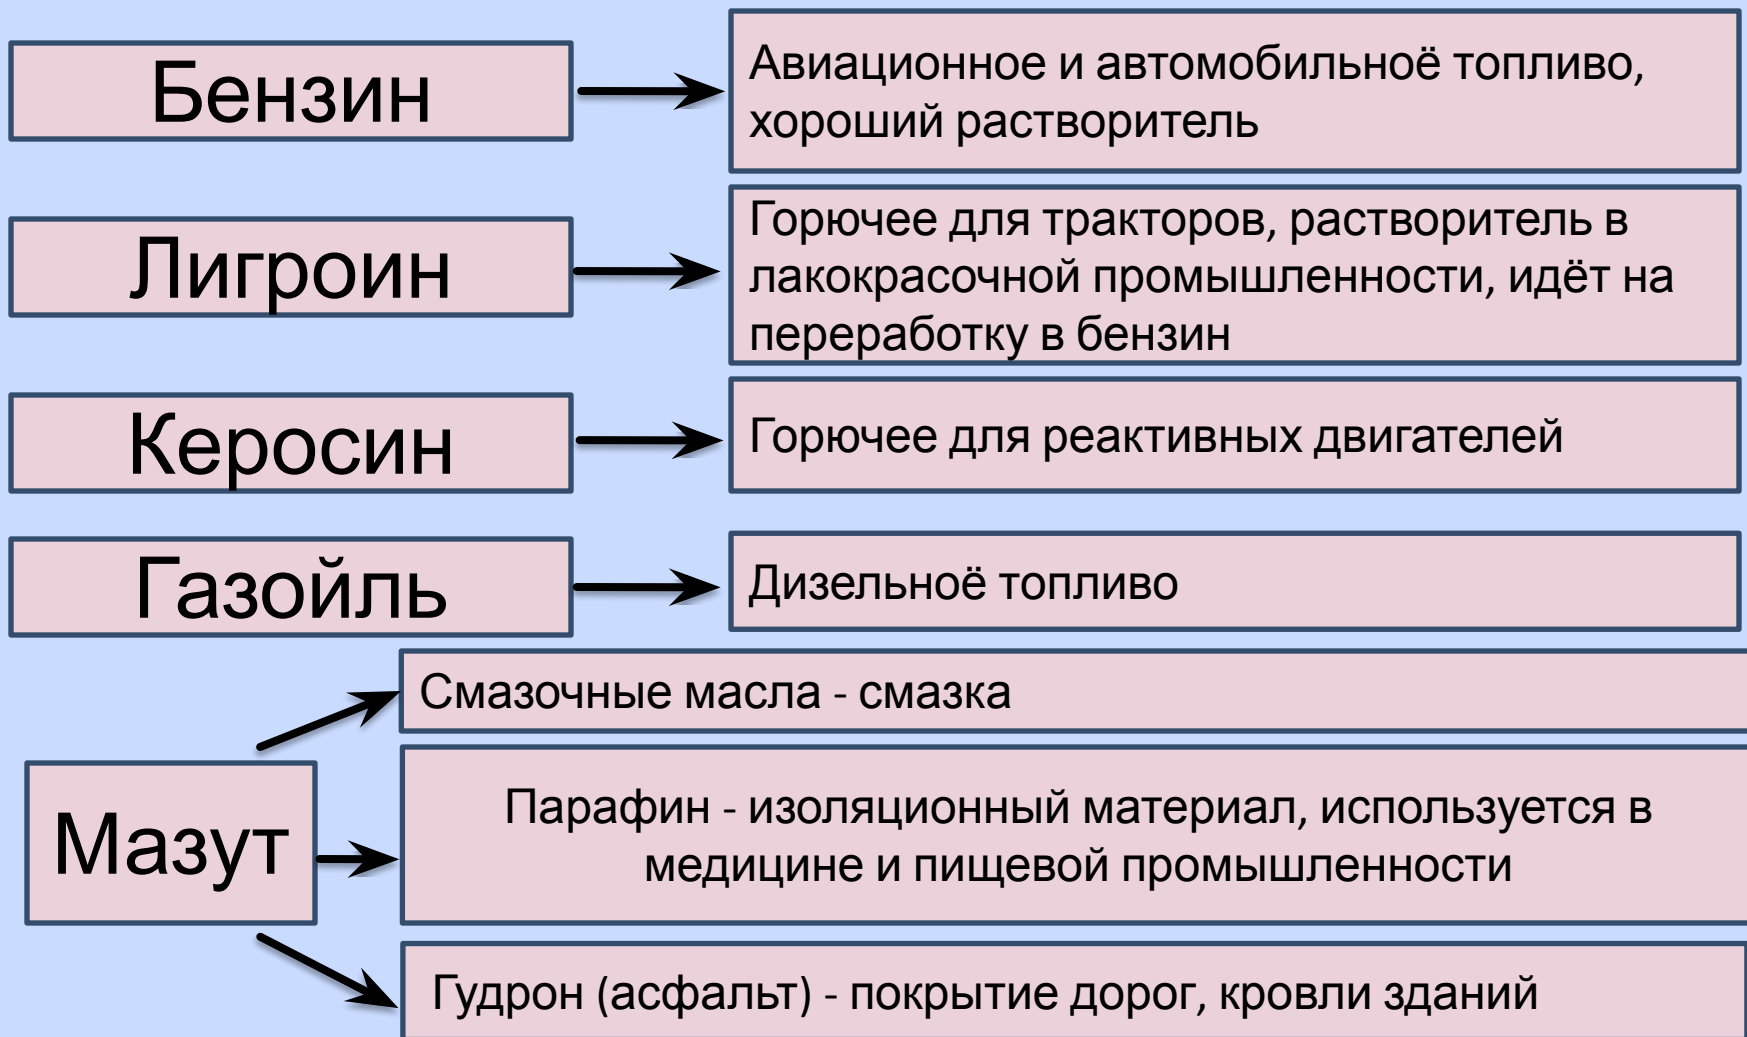 Бензин
Авиационное и автомобильноё топливо,
хороший растворитель
Лигроин
Горючее для тракторов, растворитель в
лакокрасочной промышленности, идёт на
переработку в бензин
Керосин
Горючее для реактивных двигателей
Газойль
Дизельноё топливо
Мазут
Смазочные масла - смазка
Парафин - изоляционный материал, используется в
медицине и пищевой промышленности
Гудрон (асфальт) - покрытие дорог, кровли зданий